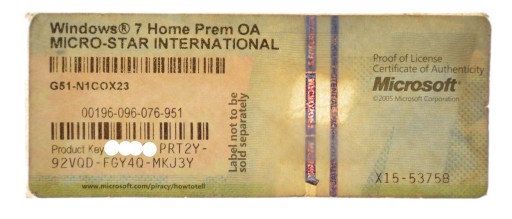 Windows® 7 Home Prem OA
MICRO-STAR INTERNATIONAL
G51-N1COX23
00196-096-076-951
Product Key PRT2Y-
92VQD-FGY4Q-MKJ3Y
www.microsoft.com/piracy/howtotell
Label not to be
sold separately
Proof of License
Certificate of Authenticity
Microsoft®
©2005 Microsoft Corporation
X15-53758